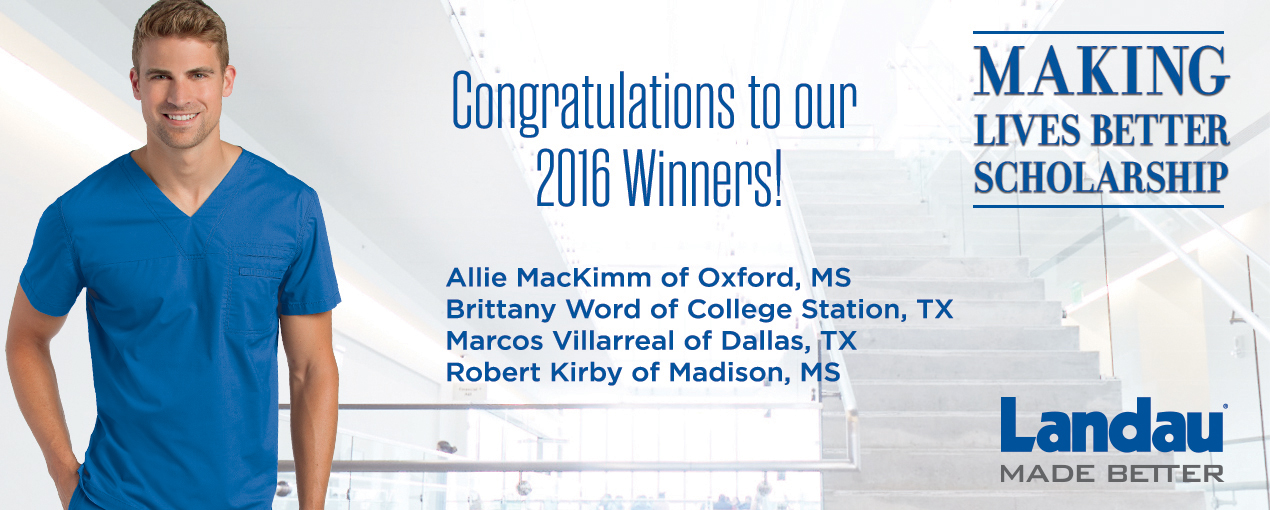 Congratulations to our
2016 Winners!
Allie MacKimm of Oxford, MS
Brittany Word of College Station, TX
Marcos Villarreal of Dallas, TX
Robert Kirby of Madison, MS
MAKING
LIVES BETTER
SCHOLARSHIP
Landau®
MADE BETTER